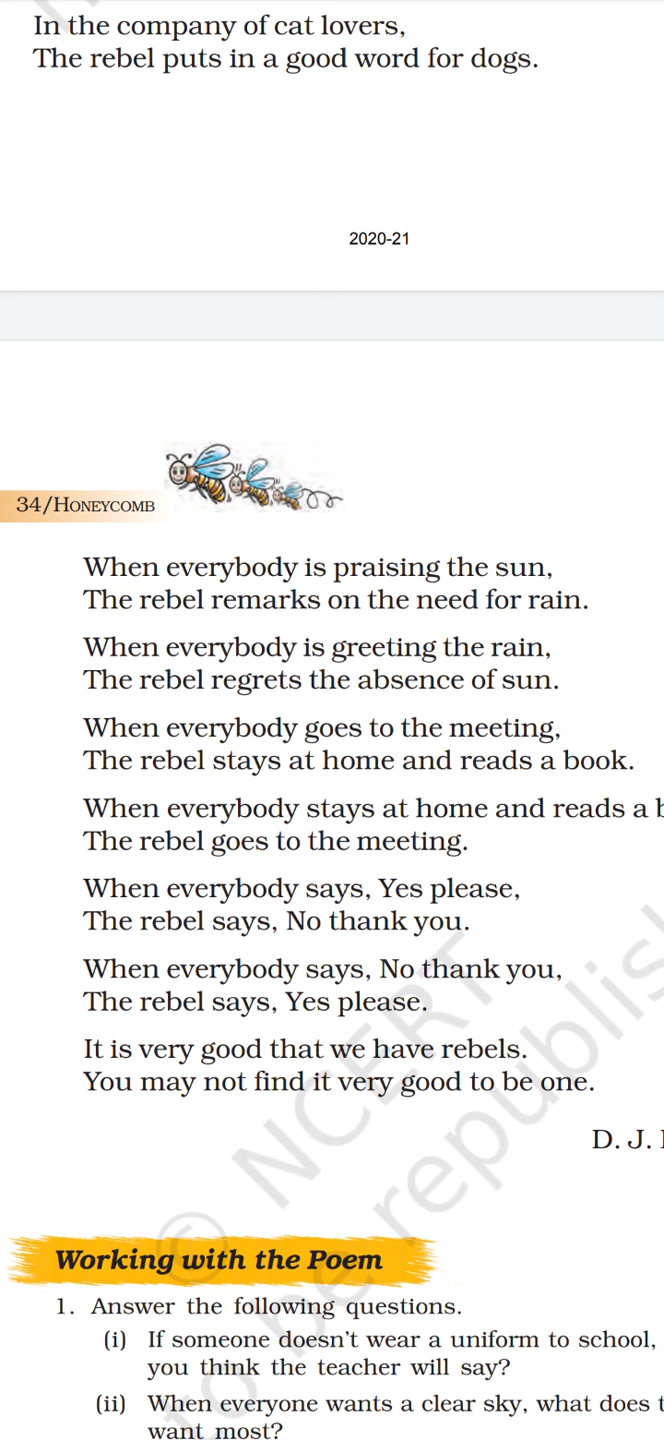 In the company of cat lovers,
The rebel puts in a good word for dogs.
2020-21
34/HONEYCOMB
When everybody is praising the sun,
The rebel remarks on the need for rain.
When everybody is greeting the rain,
The rebel regrets the absence of sun.
When everybody goes to the meeting,
The rebel stays at home and reads a book.
When everybody stays at home and reads a
The rebel goes to the meeting.
When everybody says, Yes please,
The rebel says, No thank you.
When everybody says, No thank you,
The rebel says, Yes please.
It is very good that we have rebels.
You may not find it very good to be one.
D. J.
Working with the Poem
1. Answer the following questions.
(i) If someone doesn't wear a uniform to school,
you think the teacher will say?
(ii) When everyone wants a clear sky, what does
want most?
© NCERT
to be republis